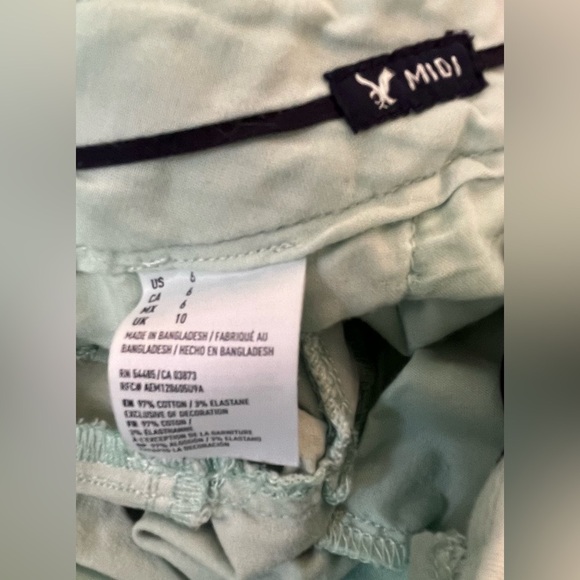 MIDI
US 6
CA 6
MX 6
UK 10
MADE IN BANGLADESH / FABRIQUÉ AU
BANGLADESH / HECHO EN BANGLADESH
RN 54485/CA 03873
RFC# AEM120605U9A
EN 97% COTTON / 3% ELASTANE
EXCLUSIVE OF DECORATION
FR 97% COTON /
3% ÉLASTHANNE
À L'EXCEPTION DE LA GARNITURE
97% ALGODÓN / 3% ELASTANO
EXCEPTO LA DECORACIÓN